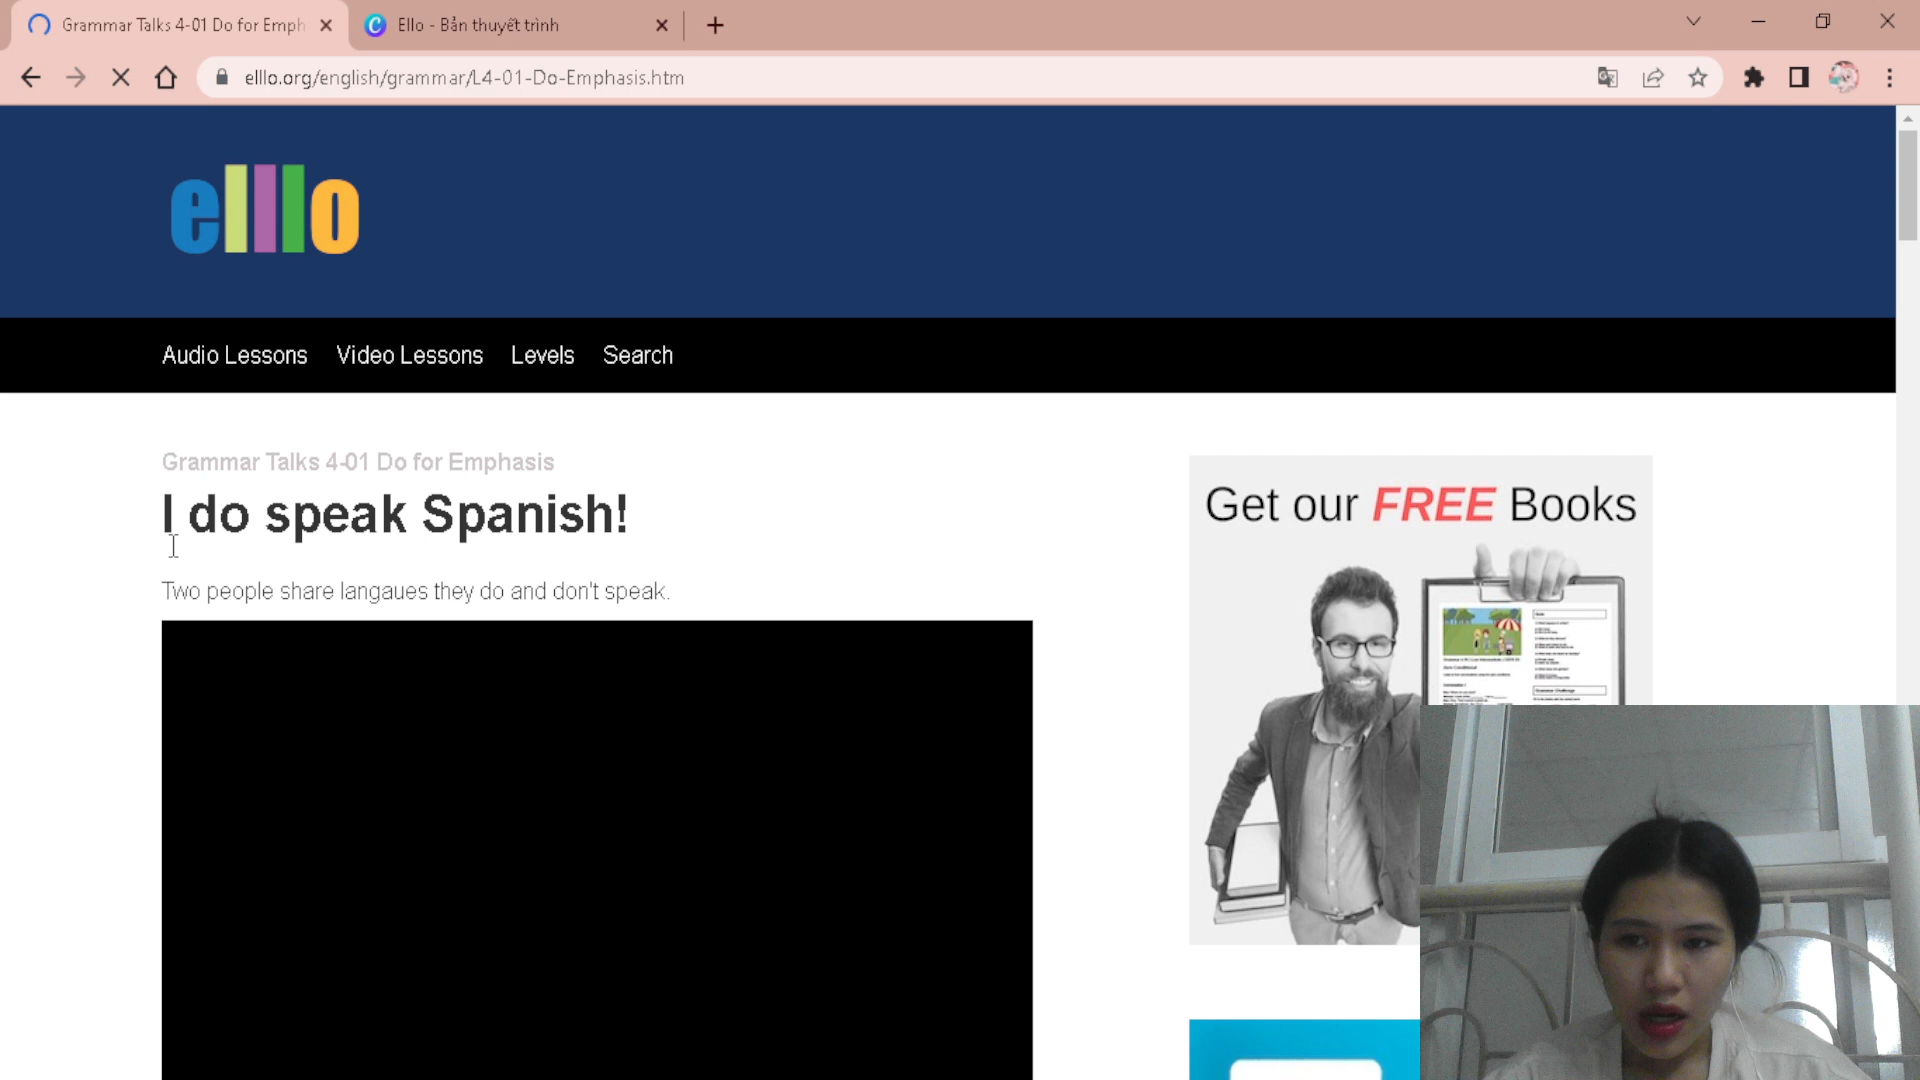 Grammar Talks 4-01 Do for Emph
Ello - Bản thuyết trình
elllo.org/english/grammar/L4-01-Do-Emphasis.htm
elllo
Audio Lessons Video Lessons Levels Search
Grammar Talks 4-01 Do for Emphasis
I do speak Spanish!
Two people share langaues they do and don't speak.
Get our FREE Books